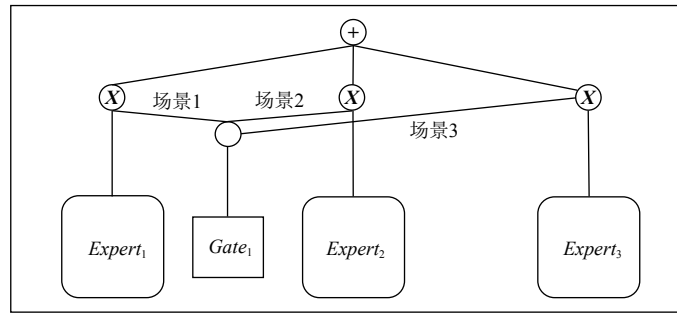 +
X
场景1
场景2
X
场景3
X
Expert₁
Gate₁
Expert₂
Expert₃